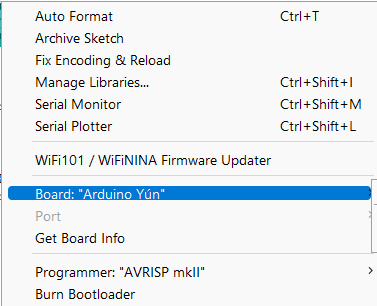 Auto Format Ctrl+T
Archive Sketch
Fix Encoding & Reload
Manage Libraries... Ctrl+Shift+I
Serial Monitor Ctrl+Shift+M
Serial Plotter Ctrl+Shift+L
WiFi101 / WiFiNINA Firmware Updater
Board: "Arduino Yún"
Port
Get Board Info
Programmer: "AVRISP mkII"
Burn Bootloader